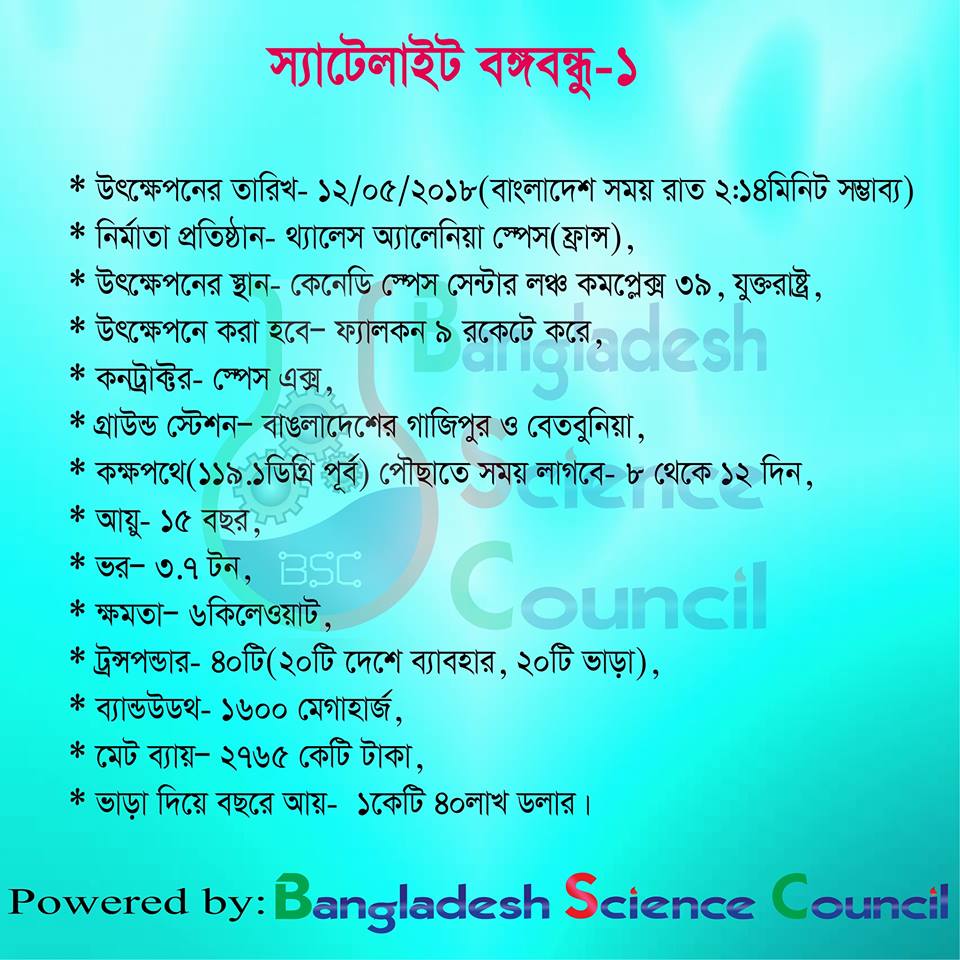 স্যাটেলাইট বঙ্গবন্ধু-১
* উৎক্ষেপনের তারিখ- ১২/০৫/২০১৮(বাংলাদেশ সময় রাত ২:১৪মিনিট সম্ভাব্য)
* নির্মাতা প্রতিষ্ঠান- থ্যালেস অ্যালেনিয়া স্পেস(ফ্রান্স),
* উৎক্ষেপনের স্থান- কেনেডি স্পেস সেন্টার লঞ্চ কমপ্লেক্স ৩৯, যুক্তরাষ্ট্র,
* উৎক্ষেপনে করা হবে– ফ্যালকন ৯ রকেটে করে,
* কনট্রাক্টর- স্পেস এক্স,
* গ্রাউন্ড স্টেশন– বাঙলাদেশের গাজিপুর ও বেতবুনিয়া,
* কক্ষপথে(১১৯.১ডিগ্রি পূর্ব) পৌছাতে সময় লাগবে- ৮ থেকে ১২ দিন,
* আয়ু- ১৫ বছর,
* ভর– ৩.৭ টন,
* ক্ষমতা– ৬কিলেওয়াট,
* ট্রন্সপন্ডার- ৪০টি(২০টি দেশে ব্যাবহার, ২০টি ভাড়া),
* ব্যান্ডউডথ- ১৬০০ মেগাহার্জ,
* মেট ব্যায়– ২৭৬৫ কেটি টাকা,
* ভাড়া দিয়ে বছরে আয়- ১কেটি ৪০লাখ ডলার।
Bangladesh
Science
Council
BSC
Powered by: Bangladesh Science Council